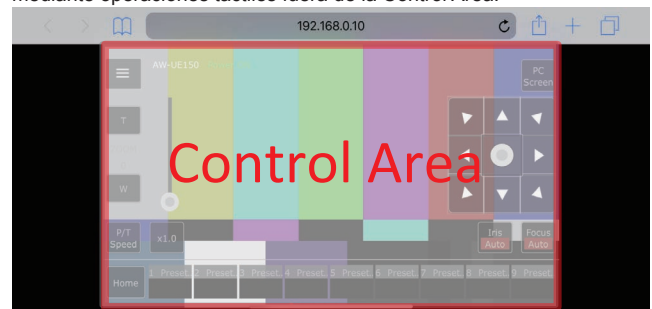 mediante operaciones táctiles fuera de la Control Area.
192.168.0.10
AW-UE150
PC
Screen
T
Control Area
W
P/T
Speed
x1.0
Iris
Auto
Focus
Auto
Home
1 Preset. 2 Preset. 3 Preset. 4 Preset. 5 Preset. 6 Preset. 7 Preset. 8 Preset. 9 Preset.